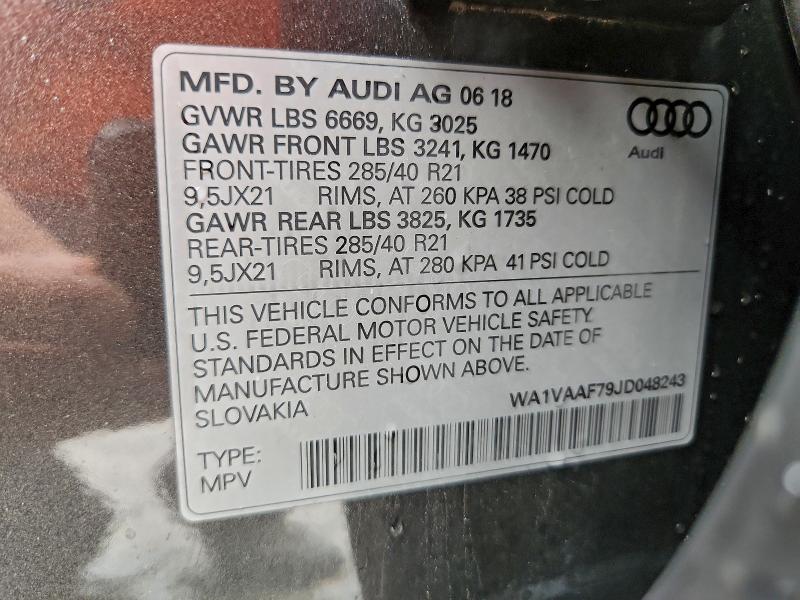 MFD. BY AUDI AG 06 18
GVWR LBS 6669, KG 3025
GAWR FRONT LBS 3241, KG 1470
FRONT-TIRES 285/40 R21
9,5JX21 RIMS, AT 260 KPA 38 PSI COLD
GAWR REAR LBS 3825, KG 1735
REAR-TIRES 285/40 R21
9,5JX21 RIMS, AT 280 KPA 41 PSI COLD
Audi
THIS VEHICLE CONFORMS TO ALL APPLICABLE
U.S. FEDERAL MOTOR VEHICLE SAFETY
STANDARDS IN EFFECT ON THE DATE OF
MANUFACTURE SHOWN ABOVE.
SLOVAKIA
WA1VAAF79JD048243
TYPE:
MPV